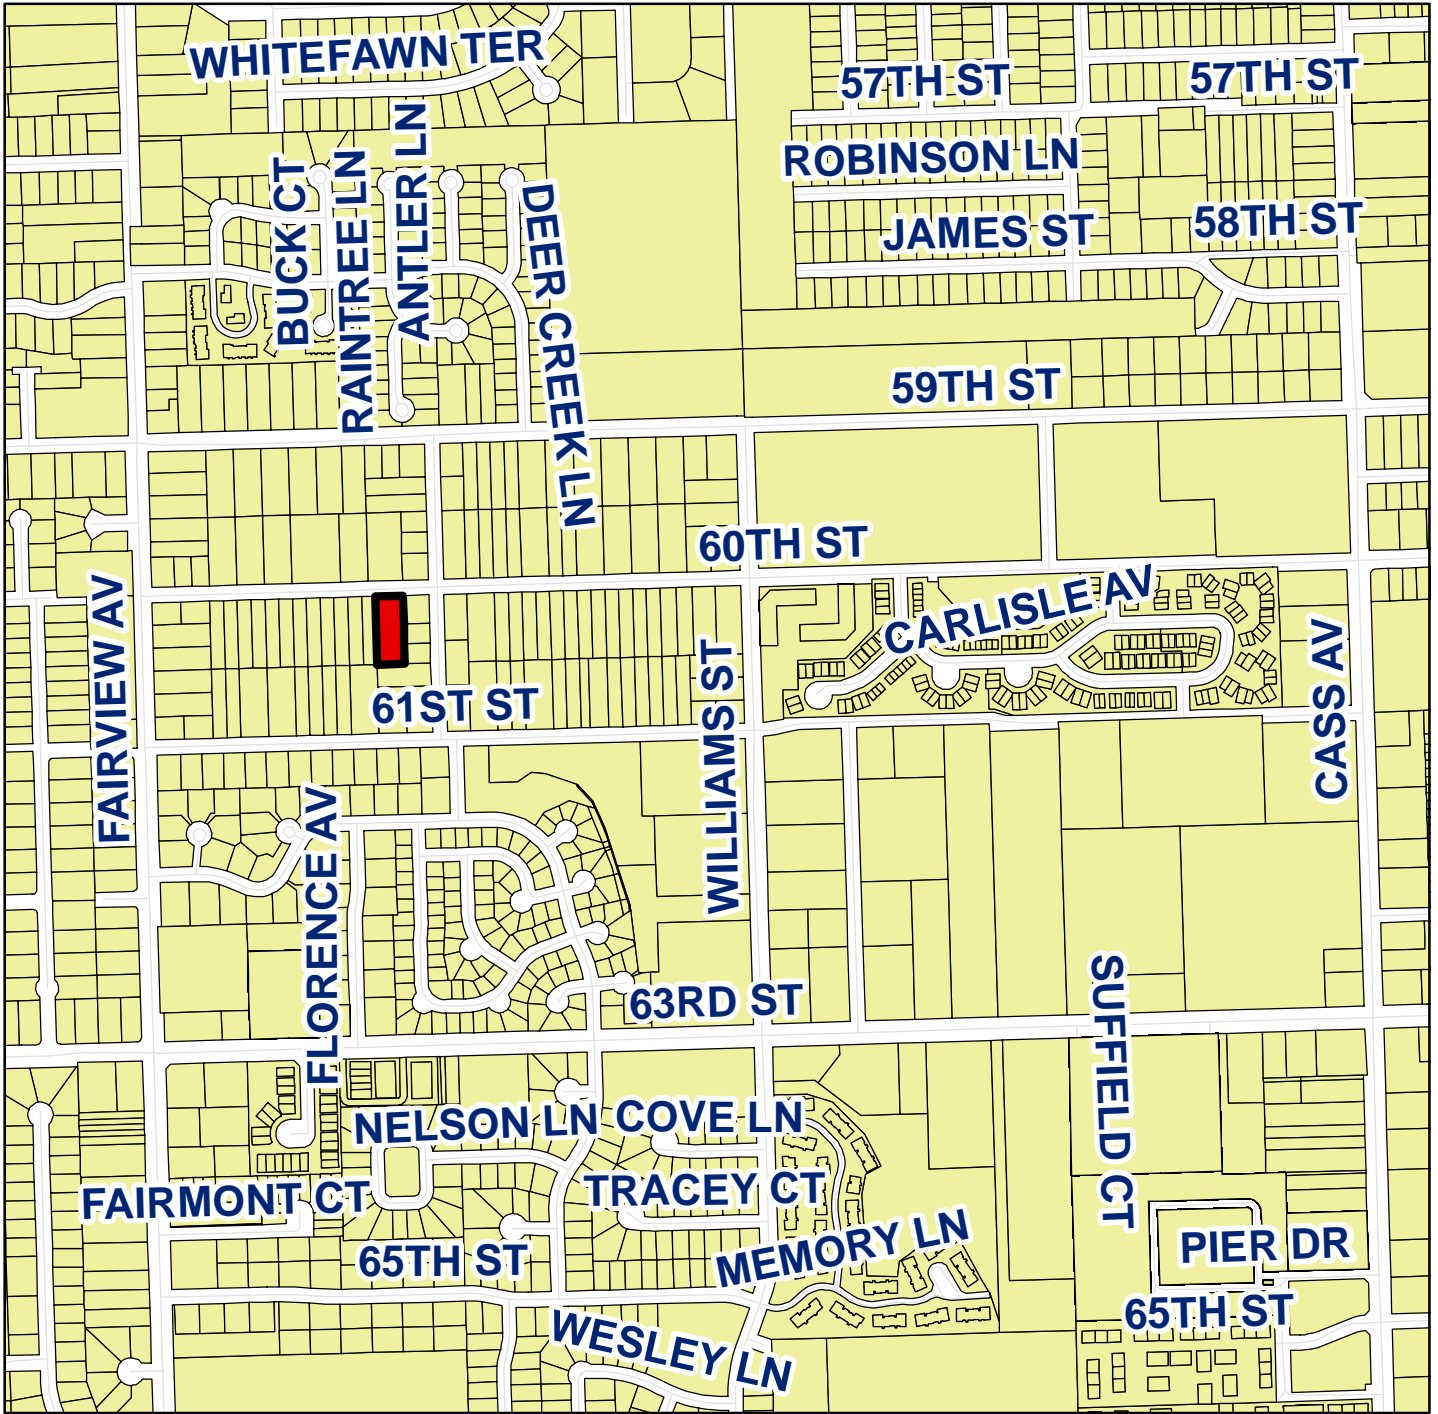 WHITEFAWN TER
57TH ST
57TH ST
ROBINSON LN
BUCK CT
RAINTREE LN
ANTLER LN
DEER CREEK LN
JAMES ST
58TH ST
59TH ST
60TH ST
CARLISLE AV
FAIRVIEW AV
61ST ST
WILLIAMS ST
CASS AV
FLORENCE AV
63RD ST
SUFFIELD CT
NELSON LN
COVE LN
FAIRMONT CT
TRACEY CT
65TH ST
MEMORY LN
PIER DR
65TH ST
WESLEY LN